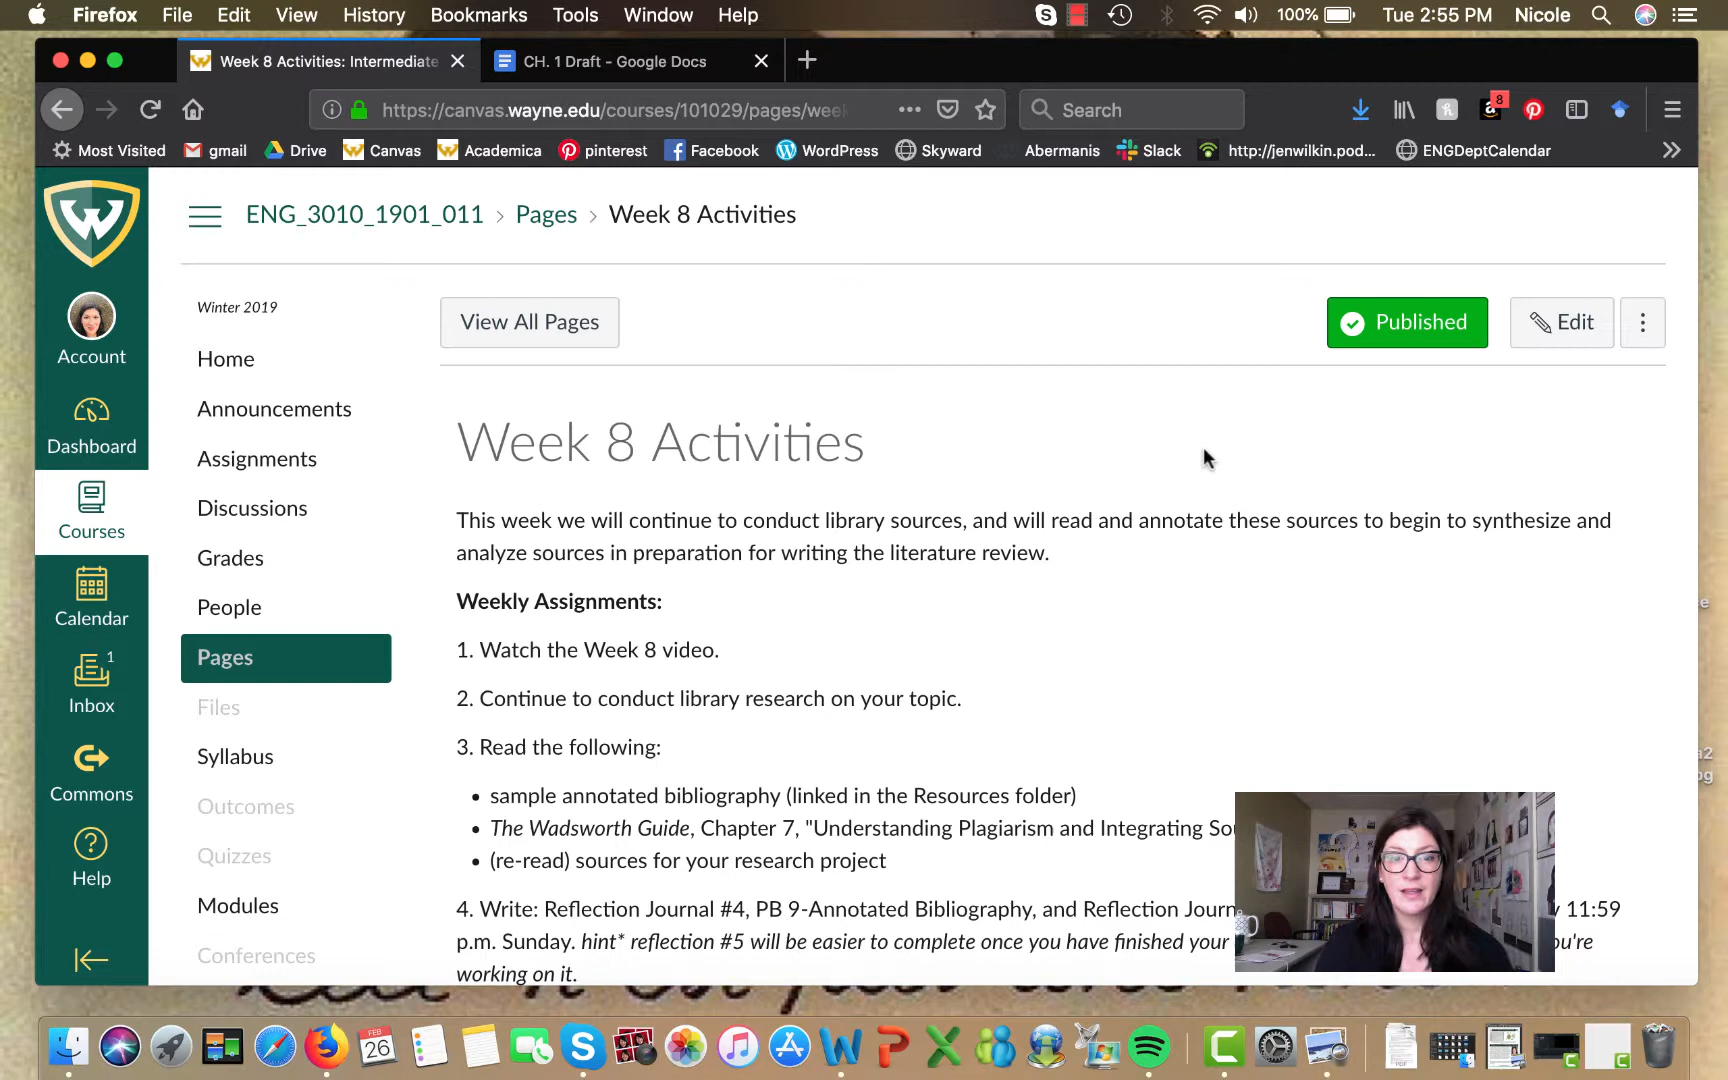 Firefox File Edit View History Bookmarks Tools Window Help 100% Tue 2:55 PM Nicole
Week 8 Activities: Intermediate CH. 1 Draft - Google Docs
https://canvas.wayne.edu/courses/101029/pages/week Search 8
Most Visited gmail Drive Canvas Academica pinterest Facebook WordPress Skyward Abermanis Slack http://jenwilkin.pod... ENGDeptCalendar
ENG_3010_1901_011 > Pages > Week 8 Activities
Winter 2019
View All Pages
Published
Edit
Account
Dashboard
Courses
Calendar
1
Inbox
Commons
Help
Home
Announcements
Assignments
Discussions
Grades
People
Pages
Files
Syllabus
Outcomes
Quizzes
Modules
Conferences
Week 8 Activities
This week we will continue to conduct library sources, and will read and annotate these sources to begin to synthesize and
analyze sources in preparation for writing the literature review.
Weekly Assignments:
1. Watch the Week 8 video.
2. Continue to conduct library research on your topic.
3. Read the following:
• sample annotated bibliography (linked in the Resources folder)
• The Wadsworth Guide, Chapter 7, "Understanding Plagiarism and Integrating
• (re-read) sources for your research project
4. Write: Reflection Journal #4, PB 9-Annotated Bibliography, and Reflection 11:59
p.m. Sunday. hint* reflection #5 will be easier to complete once you have finished your you're
working on it.
FEB
26